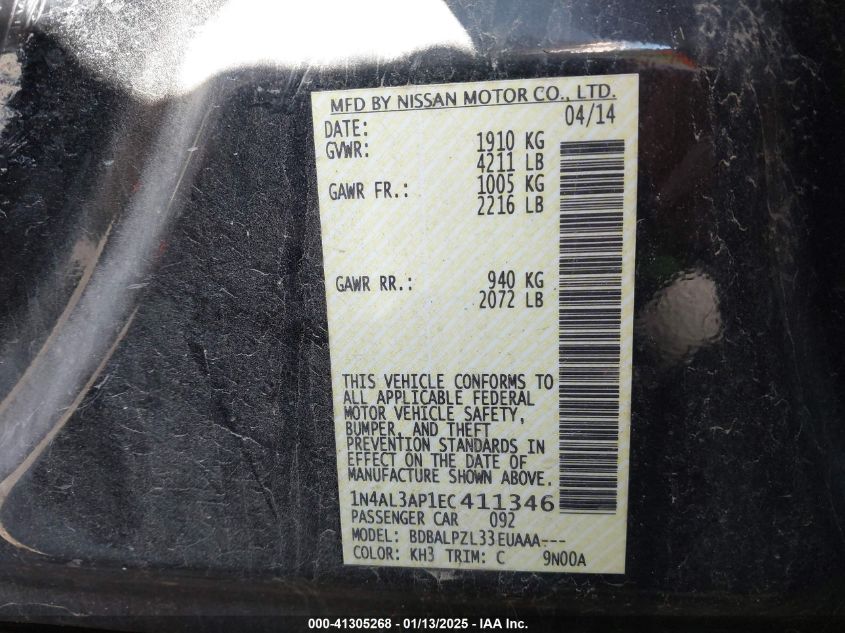 MFD BY NISSAN MOTOR CO., LTD.
DATE: 04/14
GVWR: 1910 KG
4211 LB
GAWR FR.: 1005 KG
2216 LB
GAWR RR.: 940 KG
2072 LB
THIS VEHICLE CONFORMS TO
ALL APPLICABLE FEDERAL
MOTOR VEHICLE SAFETY,
BUMPER, AND THEFT
PREVENTION STANDARDS IN
EFFECT ON THE DATE OF
MANUFACTURE SHOWN ABOVE.
1N4AL3AP1EC411346
PASSENGER CAR 092
MODEL: BDBALPZL33EUAAA---
COLOR: KH3 TRIM: C 9N00A
000-41305268 - 01/13/2025 - IAA Inc.